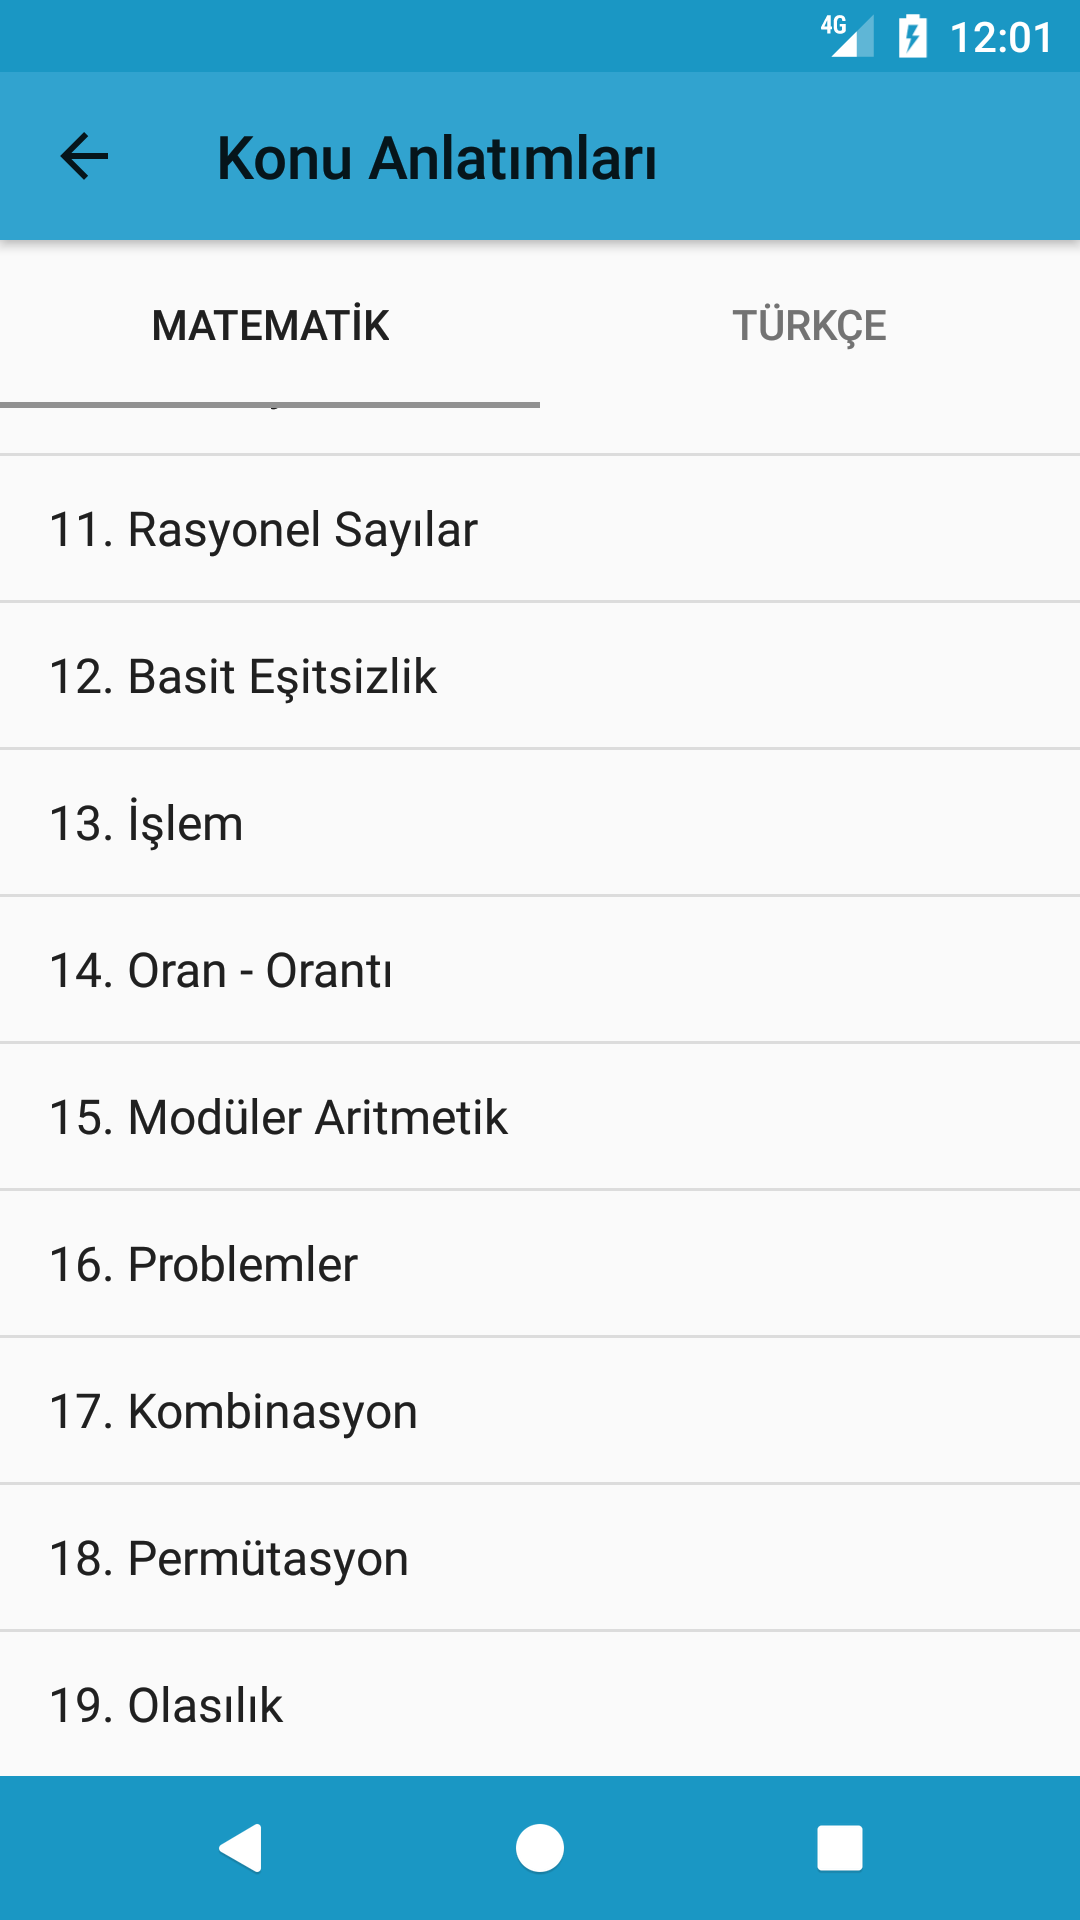 4G 12:01
Konu Anlatımları
MATEMATİK TÜRKÇE
11. Rasyonel Sayılar
12. Basit Eşitsizlik
13. İşlem
14. Oran - Orantı
15. Modüler Aritmetik
16. Problemler
17. Kombinasyon
18. Permütasyon
19. Olasılık